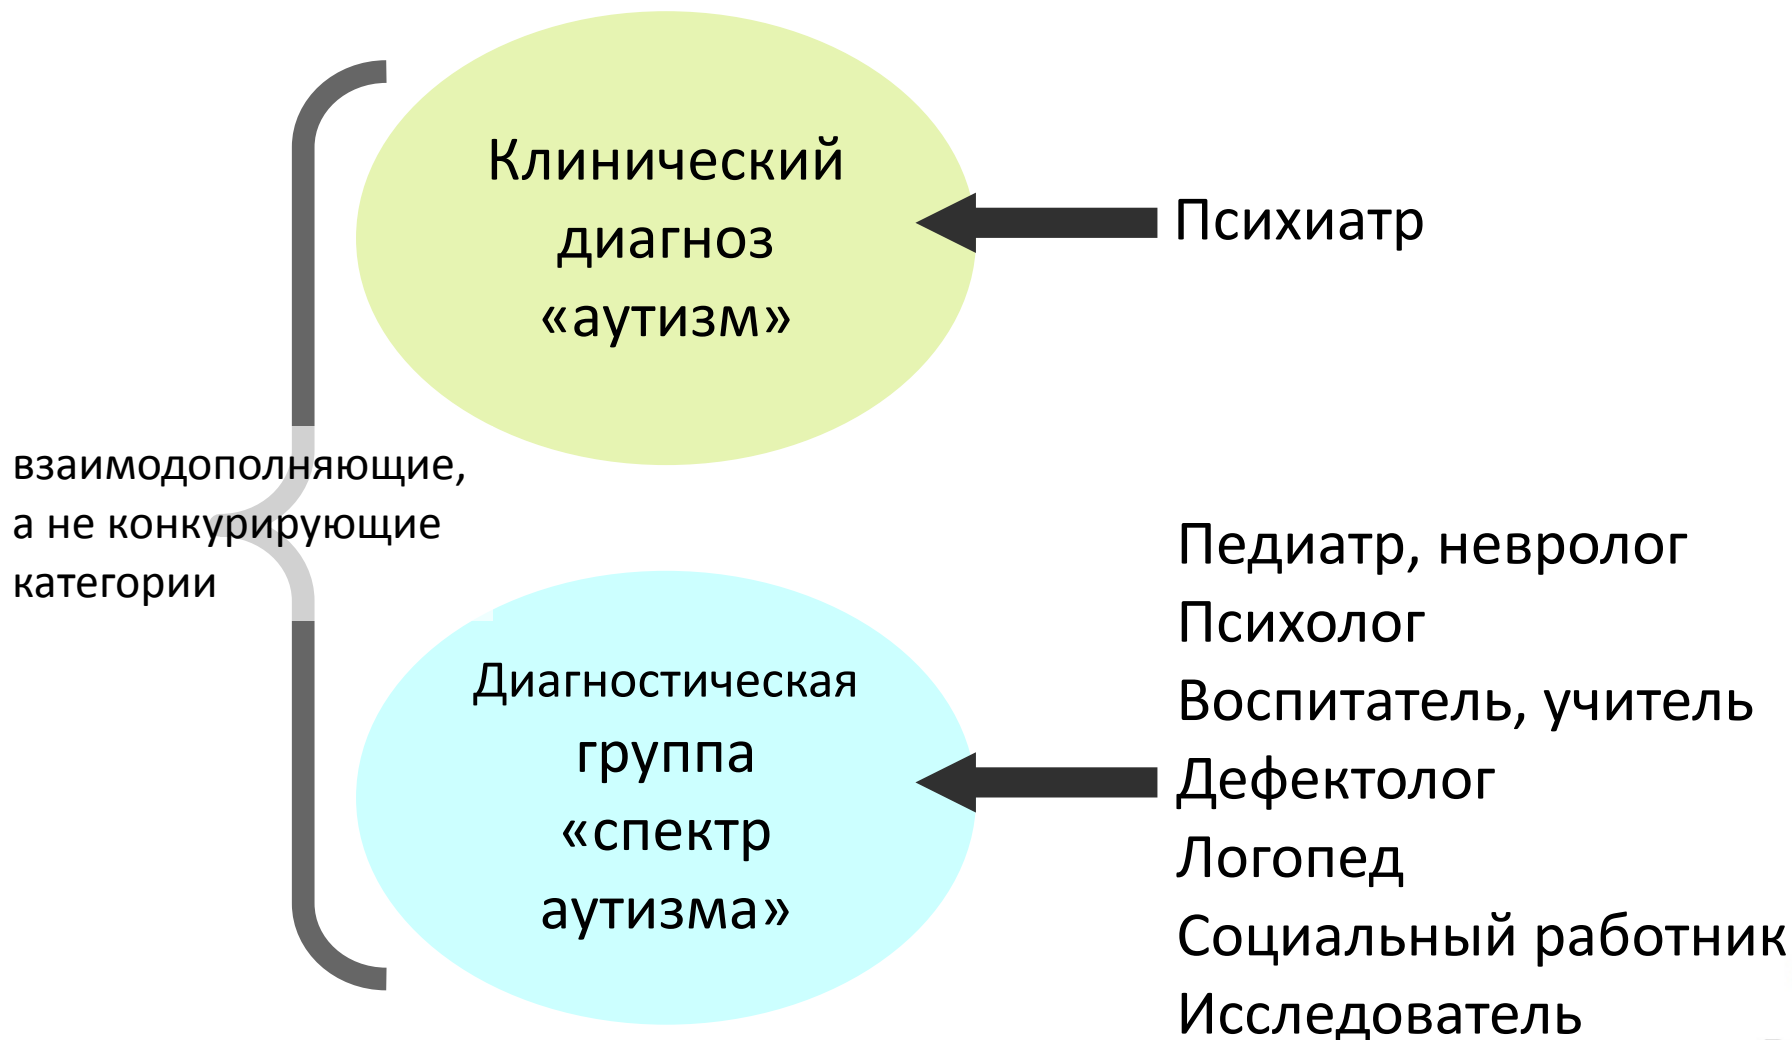 Клинический
диагноз
«аутизм»
Психиатр
взаимодополняющие,
а не конкурирующие
категории
Диагностическая
группа
«спектр
аутизма»
Педиатр, невролог
Психолог
Воспитатель, учитель
Дефектолог
Логопед
Социальный работник
Исследователь